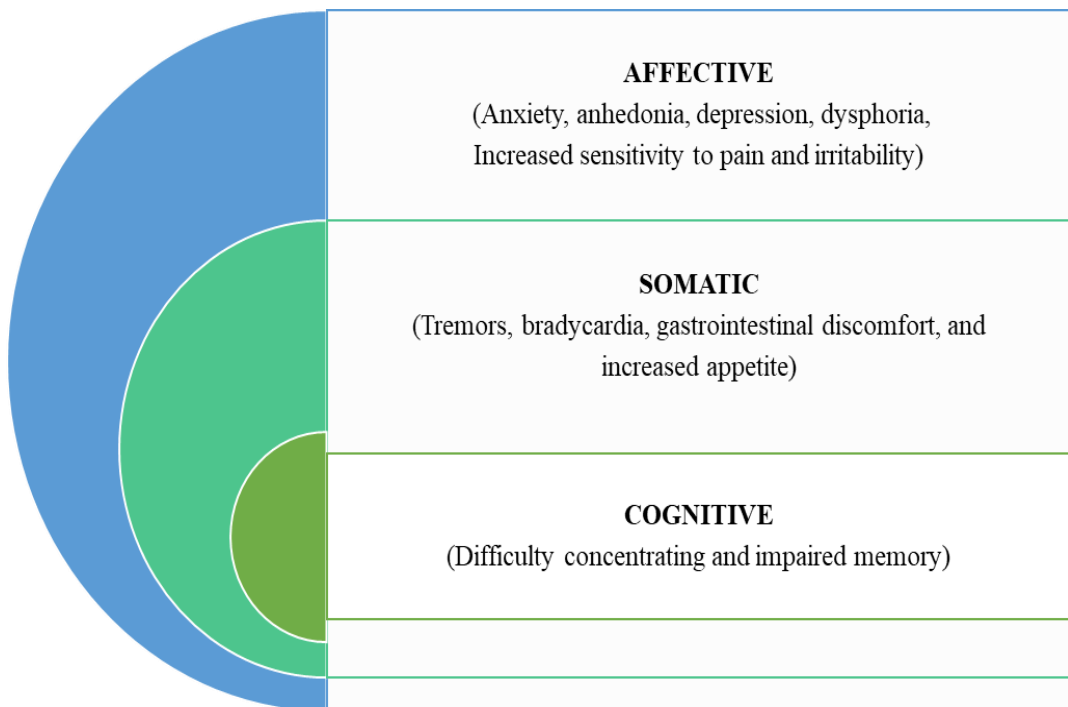 AFFECTIVE
(Anxiety, anhedonia, depression, dysphoria,
Increased sensitivity to pain and irritability)
SOMATIC
(Tremors, bradycardia, gastrointestinal discomfort, and
increased appetite)
COGNITIVE
(Difficulty concentrating and impaired memory)